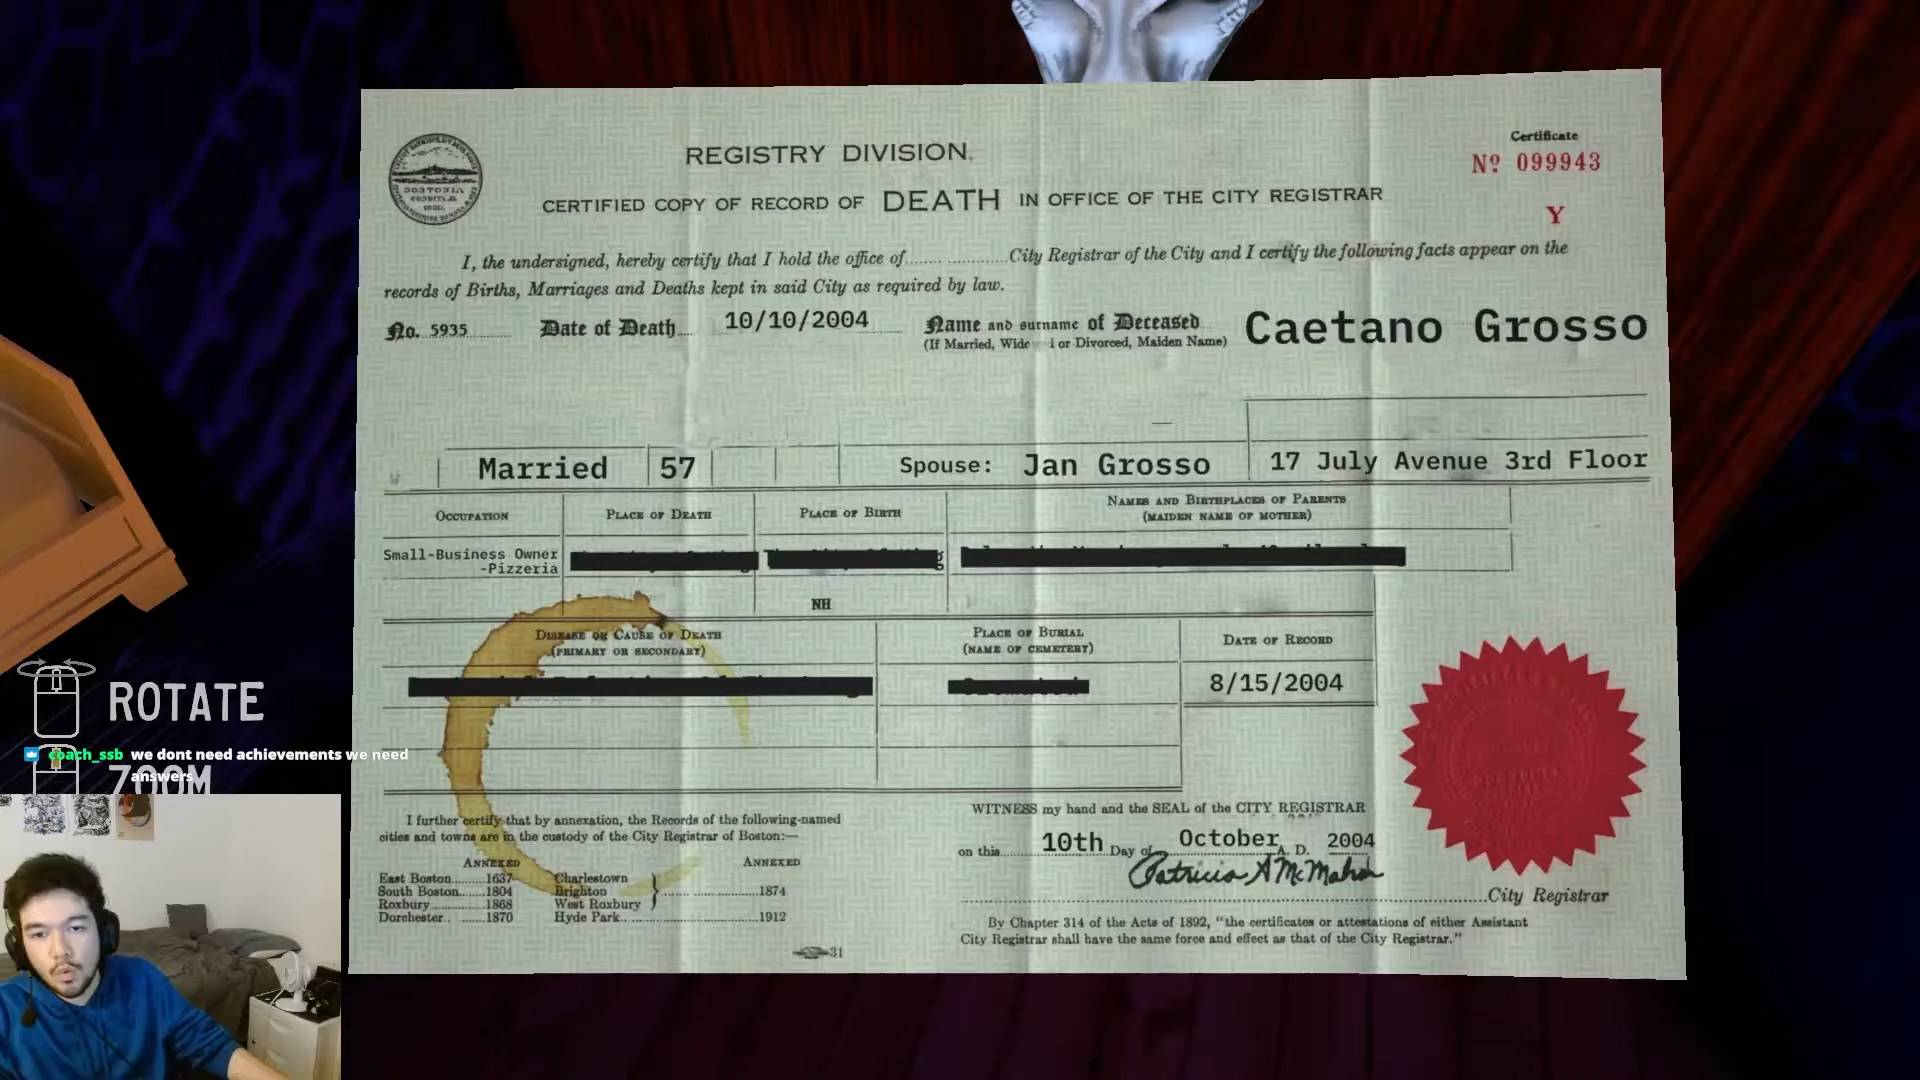 Certificate
REGISTRY DIVISION.
Nº 099943
CERTIFIED COPY OF RECORD OF DEATH IN OFFICE OF THE CITY REGISTRAR
Y
BOSTONIA
I, the undersigned, hereby certify that I hold the office of....... ............City Registrar of the City and I certify the following facts appear on the
records of Births, Marriages and Deaths kept in said City as required by law.
No. 5935 Date of Death 10/10/2004 Name and surname of Deceased Caetano Grosso
(If Married, Wide or Divorced, Maiden Name)
Married 57 Spouse: Jan Grosso 17 July Avenue 3rd Floor
OCCUPATION PLACE OF DEATH PLACE OF BIRTH NAMES AND BIRTHPLACES OF PARENTS
(MAIDEN NAME OF MOTHER)
Small-Business Owner
-Pizzeria
NH
DISEASE OR CAUSE OF DEATH PLACE OF BURIAL DATE OF RECORD
(PRIMARY OR SECONDARY) (NAME OF CEMETERY)
8/15/2004
ROTATE
coach_ssb we dont need achievements we need
answers
ZOOM
I further certify that by annexation, the Records of the following-named
cities and towns are in the custody of the City Registrar of Boston:—
ANNEXED ANNEXED
East Boston.........1637 Charlestown
South Boston......1804 Brighton
Roxbury..............1868 West Roxbury } ..... 1874
Dorchester..........1870 Hyde Park.. ..... 1912
31
WITNESS my hand and the SEAL of the CITY REGISTRAR
on this 10th Day of October A. D. 2004
Patricia A McMahon
City Registrar
By Chapter 314 of the Acts of 1892, "the certificates or attestations of either Assistant
City Registrar shall have the same force and effect as that of the City Registrar."